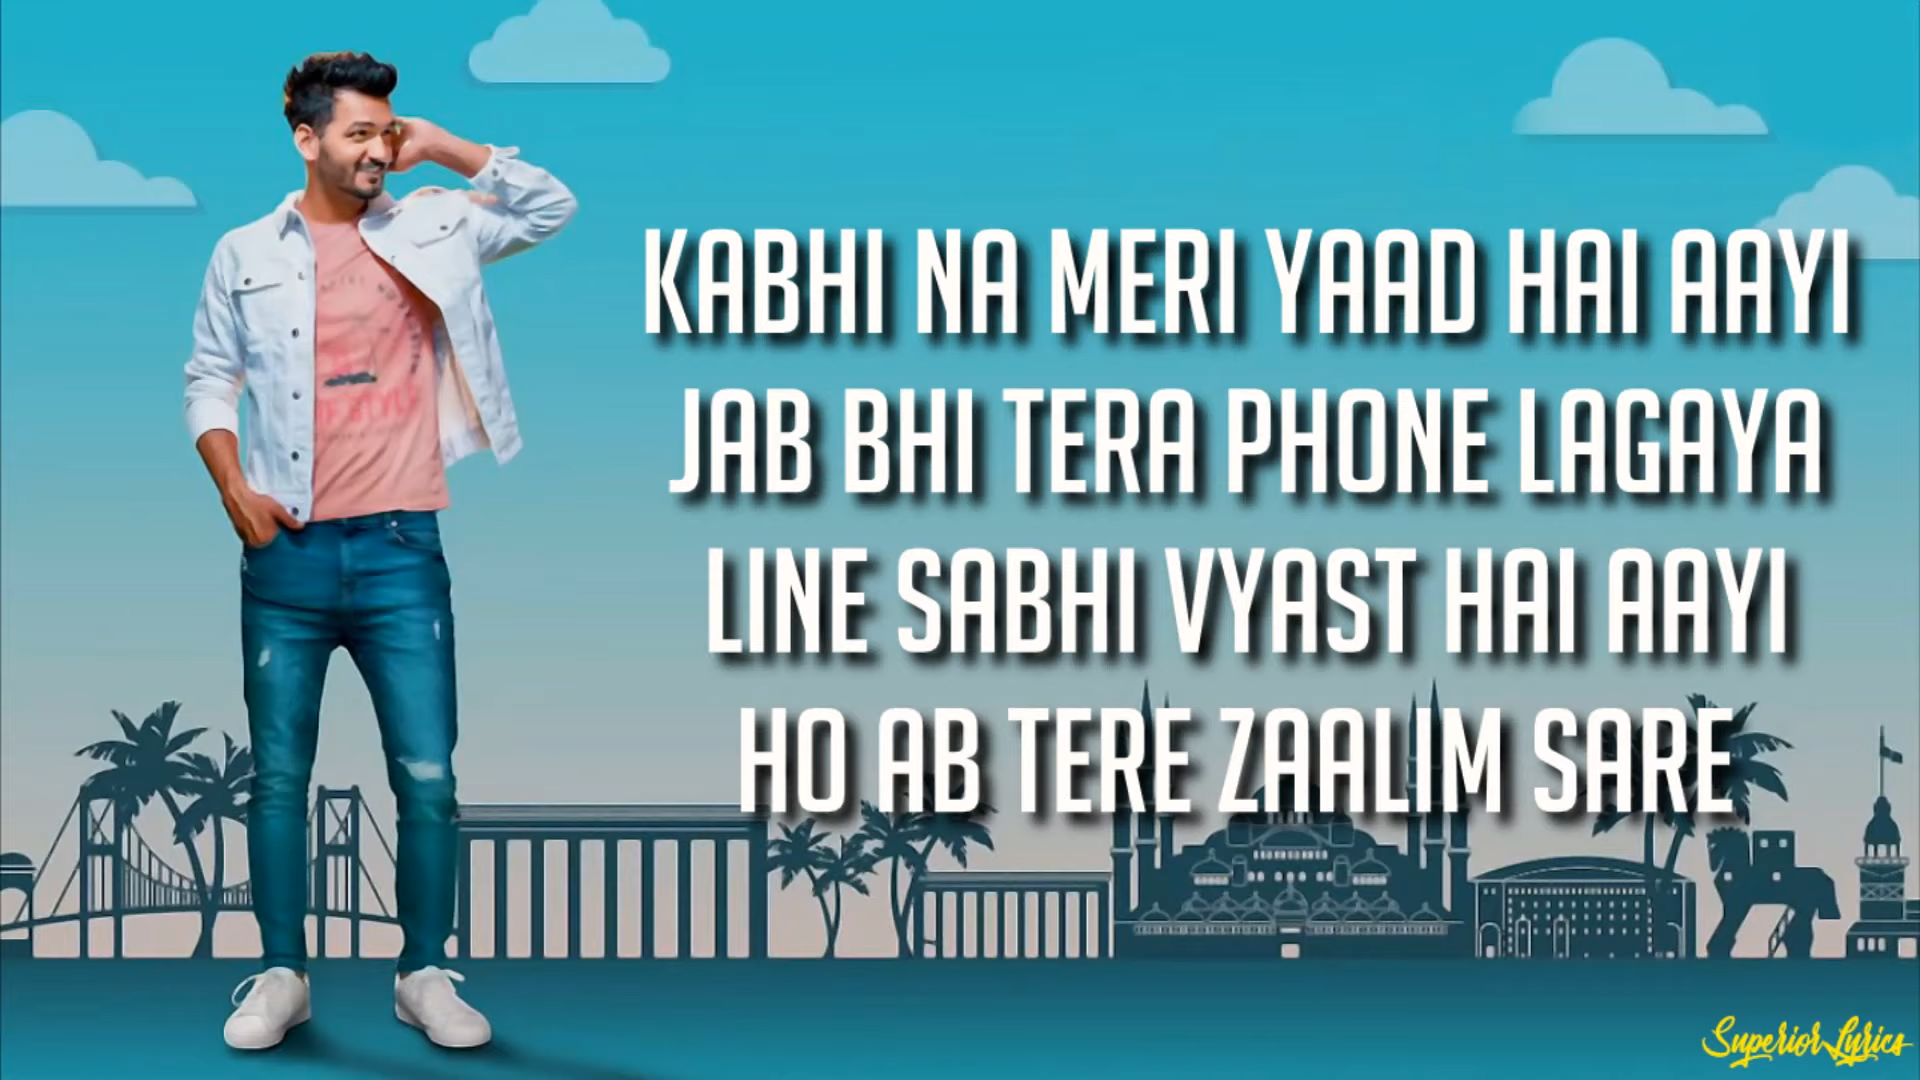 KABHI NA MERI YAAD HAI AAYI
JAB BHI TERA PHONE LAGAYA
LINE SABHI VYAST HAI AAYI
HO AB TERE ZAALIM SARE
Superior Lyrics